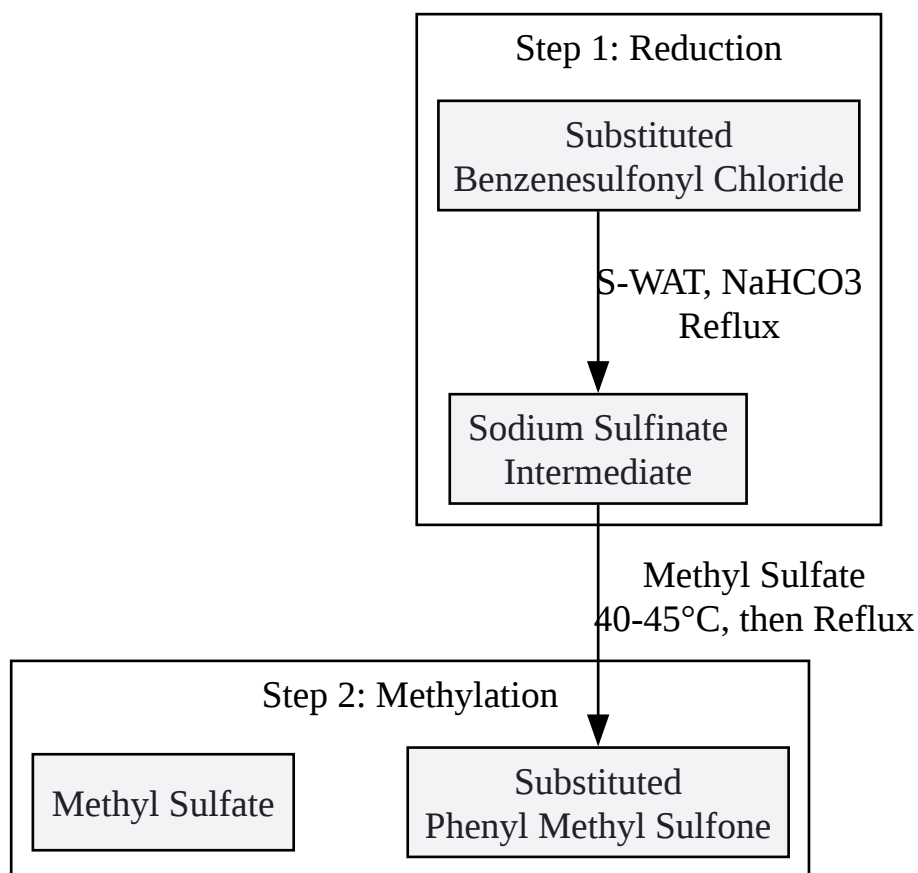 Step 1: Reduction
Substituted
Benzenesulfonyl Chloride
S-WAT, NaHCO3
Reflux
Sodium Sulfinate
Intermediate
Methyl Sulfate
40-45°C, then Reflux
Step 2: Methylation
Methyl Sulfate
Substituted
Phenyl Methyl Sulfone